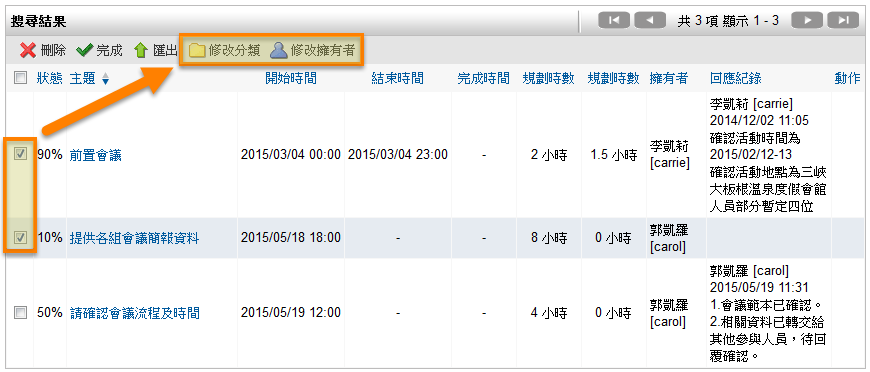 搜尋結果
共 3 項 顯示 1 - 3
刪除 完成 匯出 修改分類 修改擁有者
狀態 主題 開始時間 結束時間 完成時間 規劃時數 規劃時數 擁有者 回應紀錄 動作
李凱莉 [carrie]
2014/12/02 11:05
確認活動時間為
90% 前置會議 2015/03/04 00:00 2015/03/04 23:00 - 2 小時 1.5 小時 李凱莉 2015/02/12-13
[carrie] 確認活動地點為三峽
大板根溫泉度假會館
人員部分暫定四位
10% 提供各組會議簡報資料 2015/05/18 18:00 - - 8 小時 0 小時 郭凱羅
[carol]
郭凱羅 [carol]
2015/05/19 11:31
50% 請確認會議流程及時間 2015/05/19 12:00 - - 4 小時 0 小時 郭凱羅 1.會議範本已確認。
[carol] 2.相關資料已轉交給
其他參與人員，待回
覆確認。